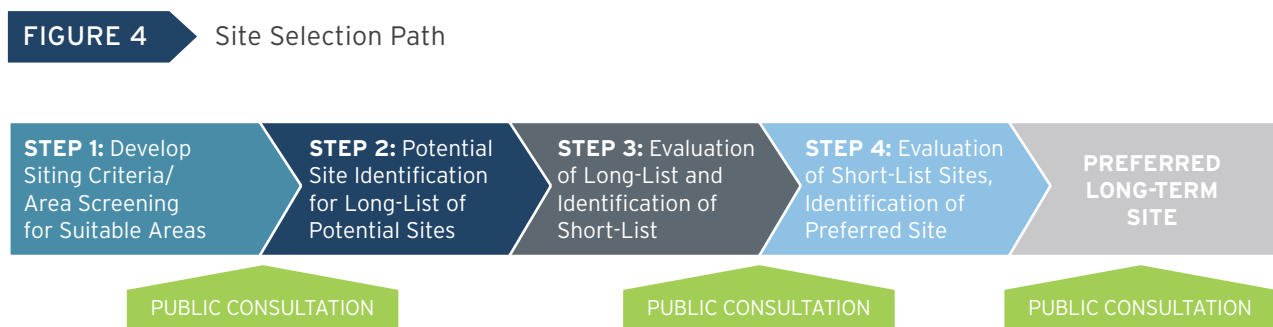 FIGURE 4
Site Selection Path
STEP 1: Develop
Siting Criteria/
Area Screening
for Suitable Areas
STEP 2: Potential
Site Identification
for Long-List of
Potential Sites
STEP 3: Evaluation
of Long-List and
Identification of
Short-List
STEP 4: Evaluation
of Short-List Sites,
Identification of
Preferred Site
PREFERRED
LONG-TERM
SITE
PUBLIC CONSULTATION
PUBLIC CONSULTATION
PUBLIC CONSULTATION